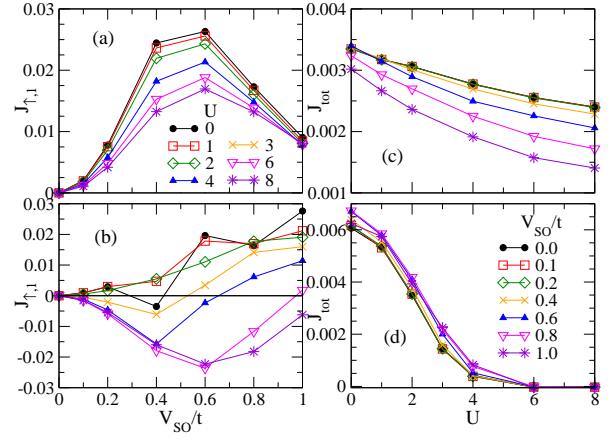 0.03
0.02
0.01
0
J↑,1
(a)
U
0
1
2
4
3
6
8
0.004
0.003
0.002
0.001
J_tot
(c)
0.03
0.02
0.01
0
-0.01
-0.02
-0.03
J↑,1
(b)
0 0.2 0.4 0.6 0.8 1
V_SO/t
0.006
0.004
0.002
0
J_tot
V_SO/t
0.0
0.1
0.2
0.4
0.6
0.8
1.0
(d)
0 2 4 6 8
U